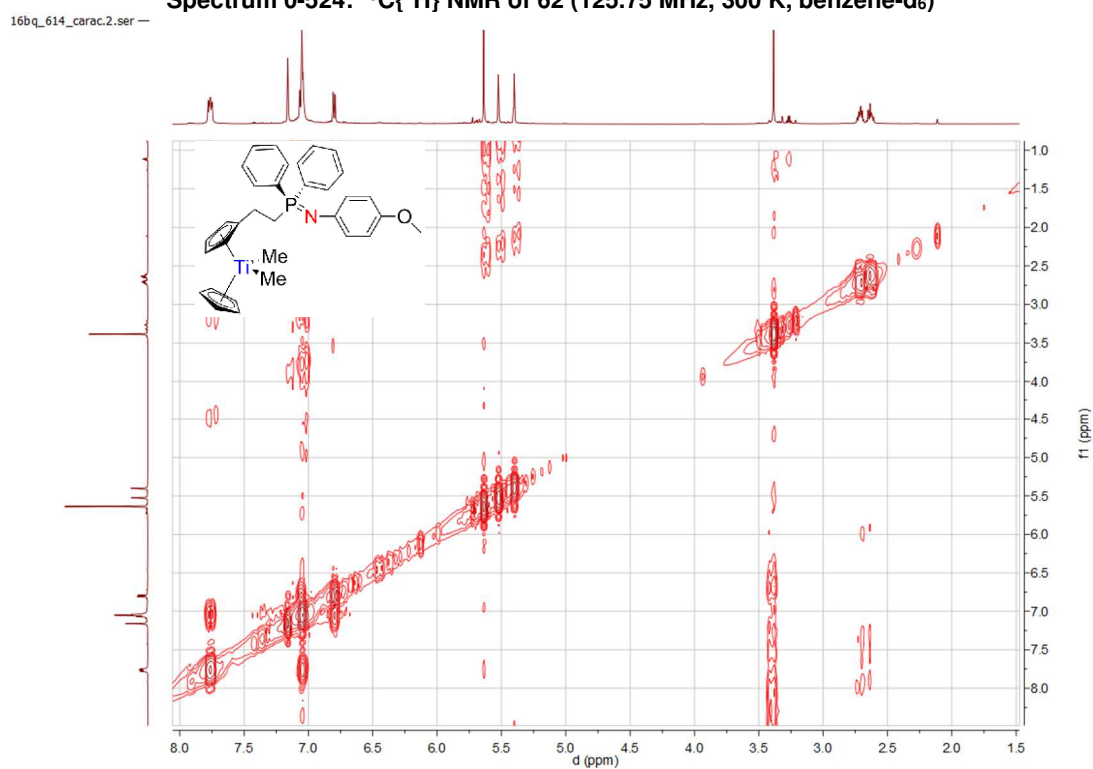 Spectrum 0-524: ¹³C{¹H} NMR of 62 (125.75 MHz, 300 K, benzene-d₆)
16bq_614_carac.2.ser —
P
N
O
Me
Ti
Me
1.0
1.5
2.0
2.5
3.0
3.5
4.0
4.5
5.0
5.5
6.0
6.5
7.0
7.5
8.0
f1 (ppm)
8.0 7.5 7.0 6.5 6.0 5.5 5.0 4.5 4.0 3.5 3.0 2.5 2.0 1.5
d (ppm)